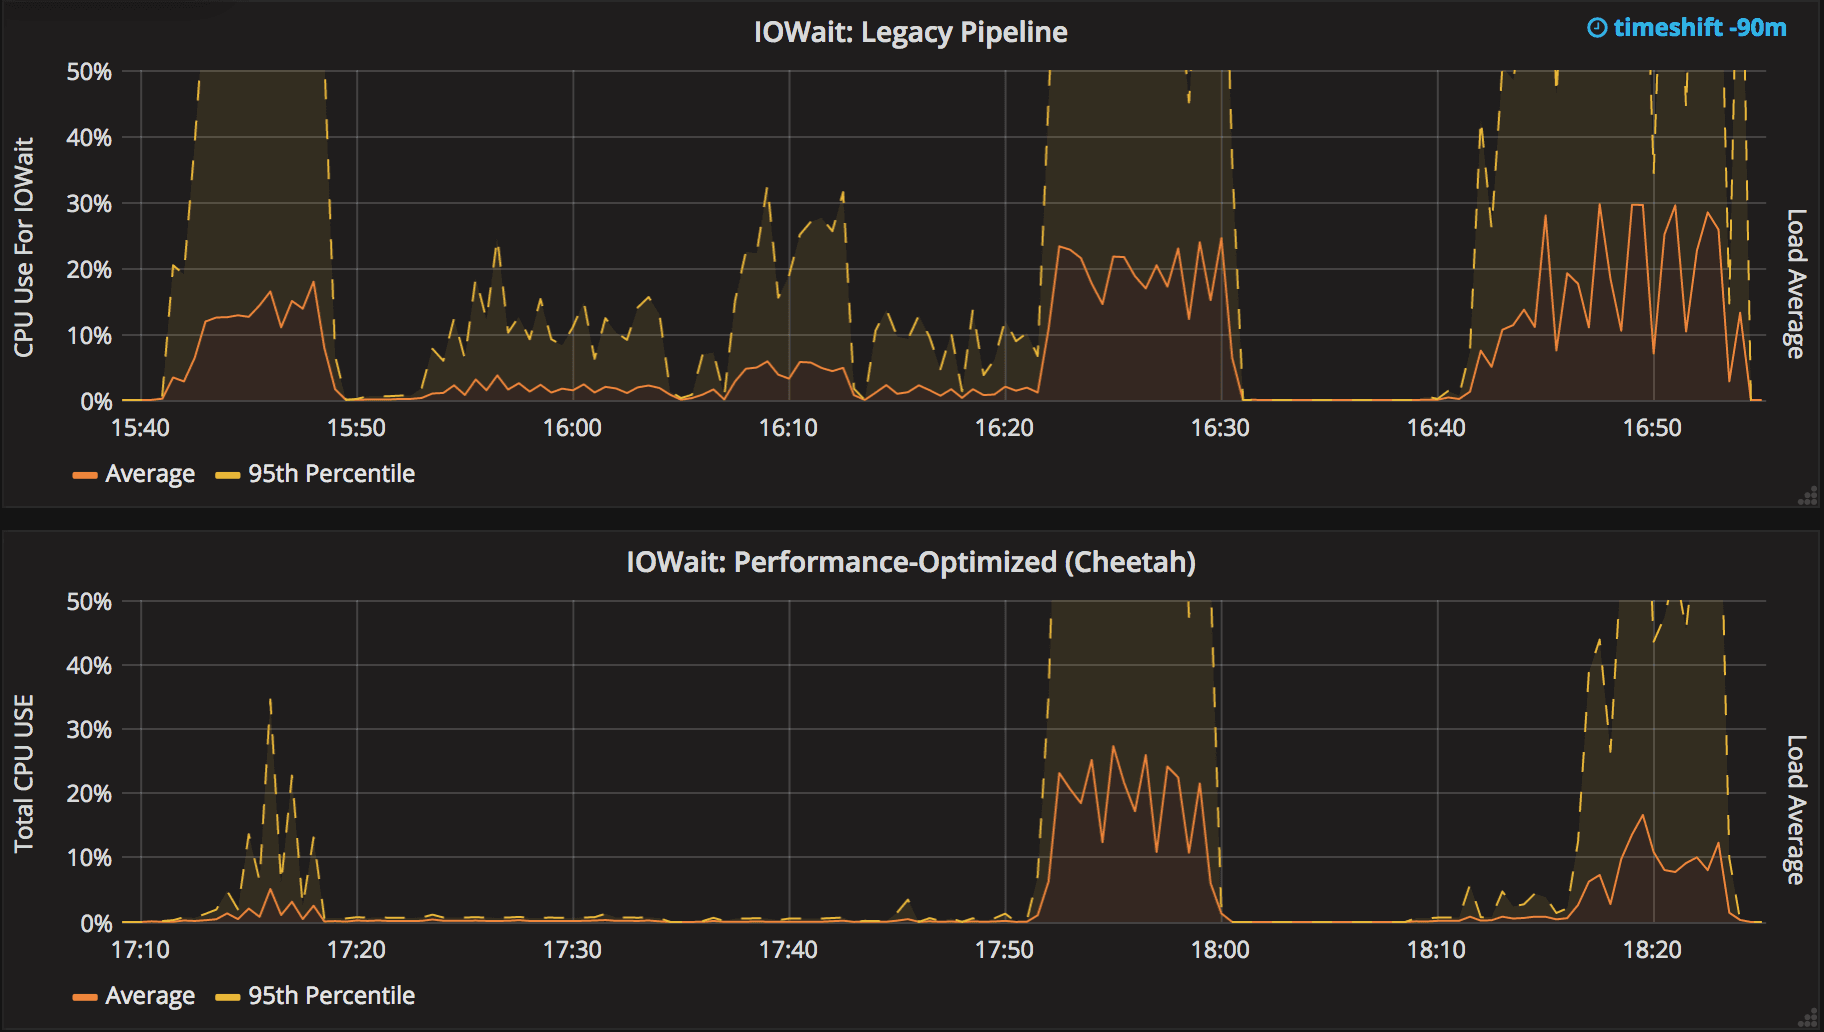 IOWait: Legacy Pipeline
timeshift -90m
CPU Use For IOWait
50%
40%
30%
20%
10%
0%
Load Average
15:40 15:50 16:00 16:10 16:20 16:30 16:40 16:50
Average 95th Percentile
IOWait: Performance-Optimized (Cheetah)
Total CPU USE
50%
40%
30%
20%
10%
0%
Load Average
17:10 17:20 17:30 17:40 17:50 18:00 18:10 18:20
Average 95th Percentile